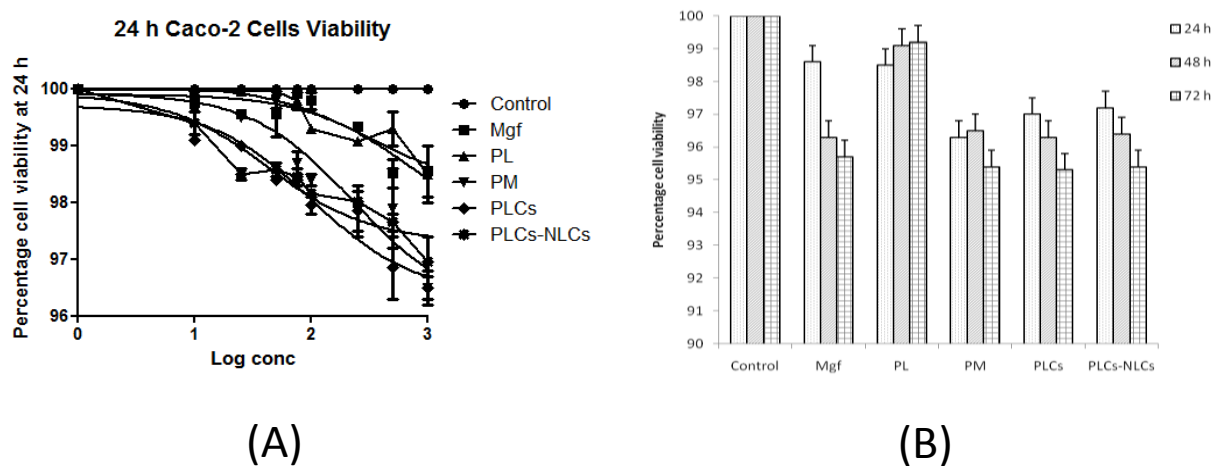 24 h Caco-2 Cells Viability
Percentage cell viability at 24 h
100
99
98
97
96
0 1 2 3
Log conc
Control
Mgf
PL
PM
PLCs
PLCs-NLCs
(A)
Percentage cell viability
100
99
98
97
96
95
94
93
92
91
90
Control Mgf PL PM PLCs PLCs-NLCs
24 h
48 h
72 h
(B)